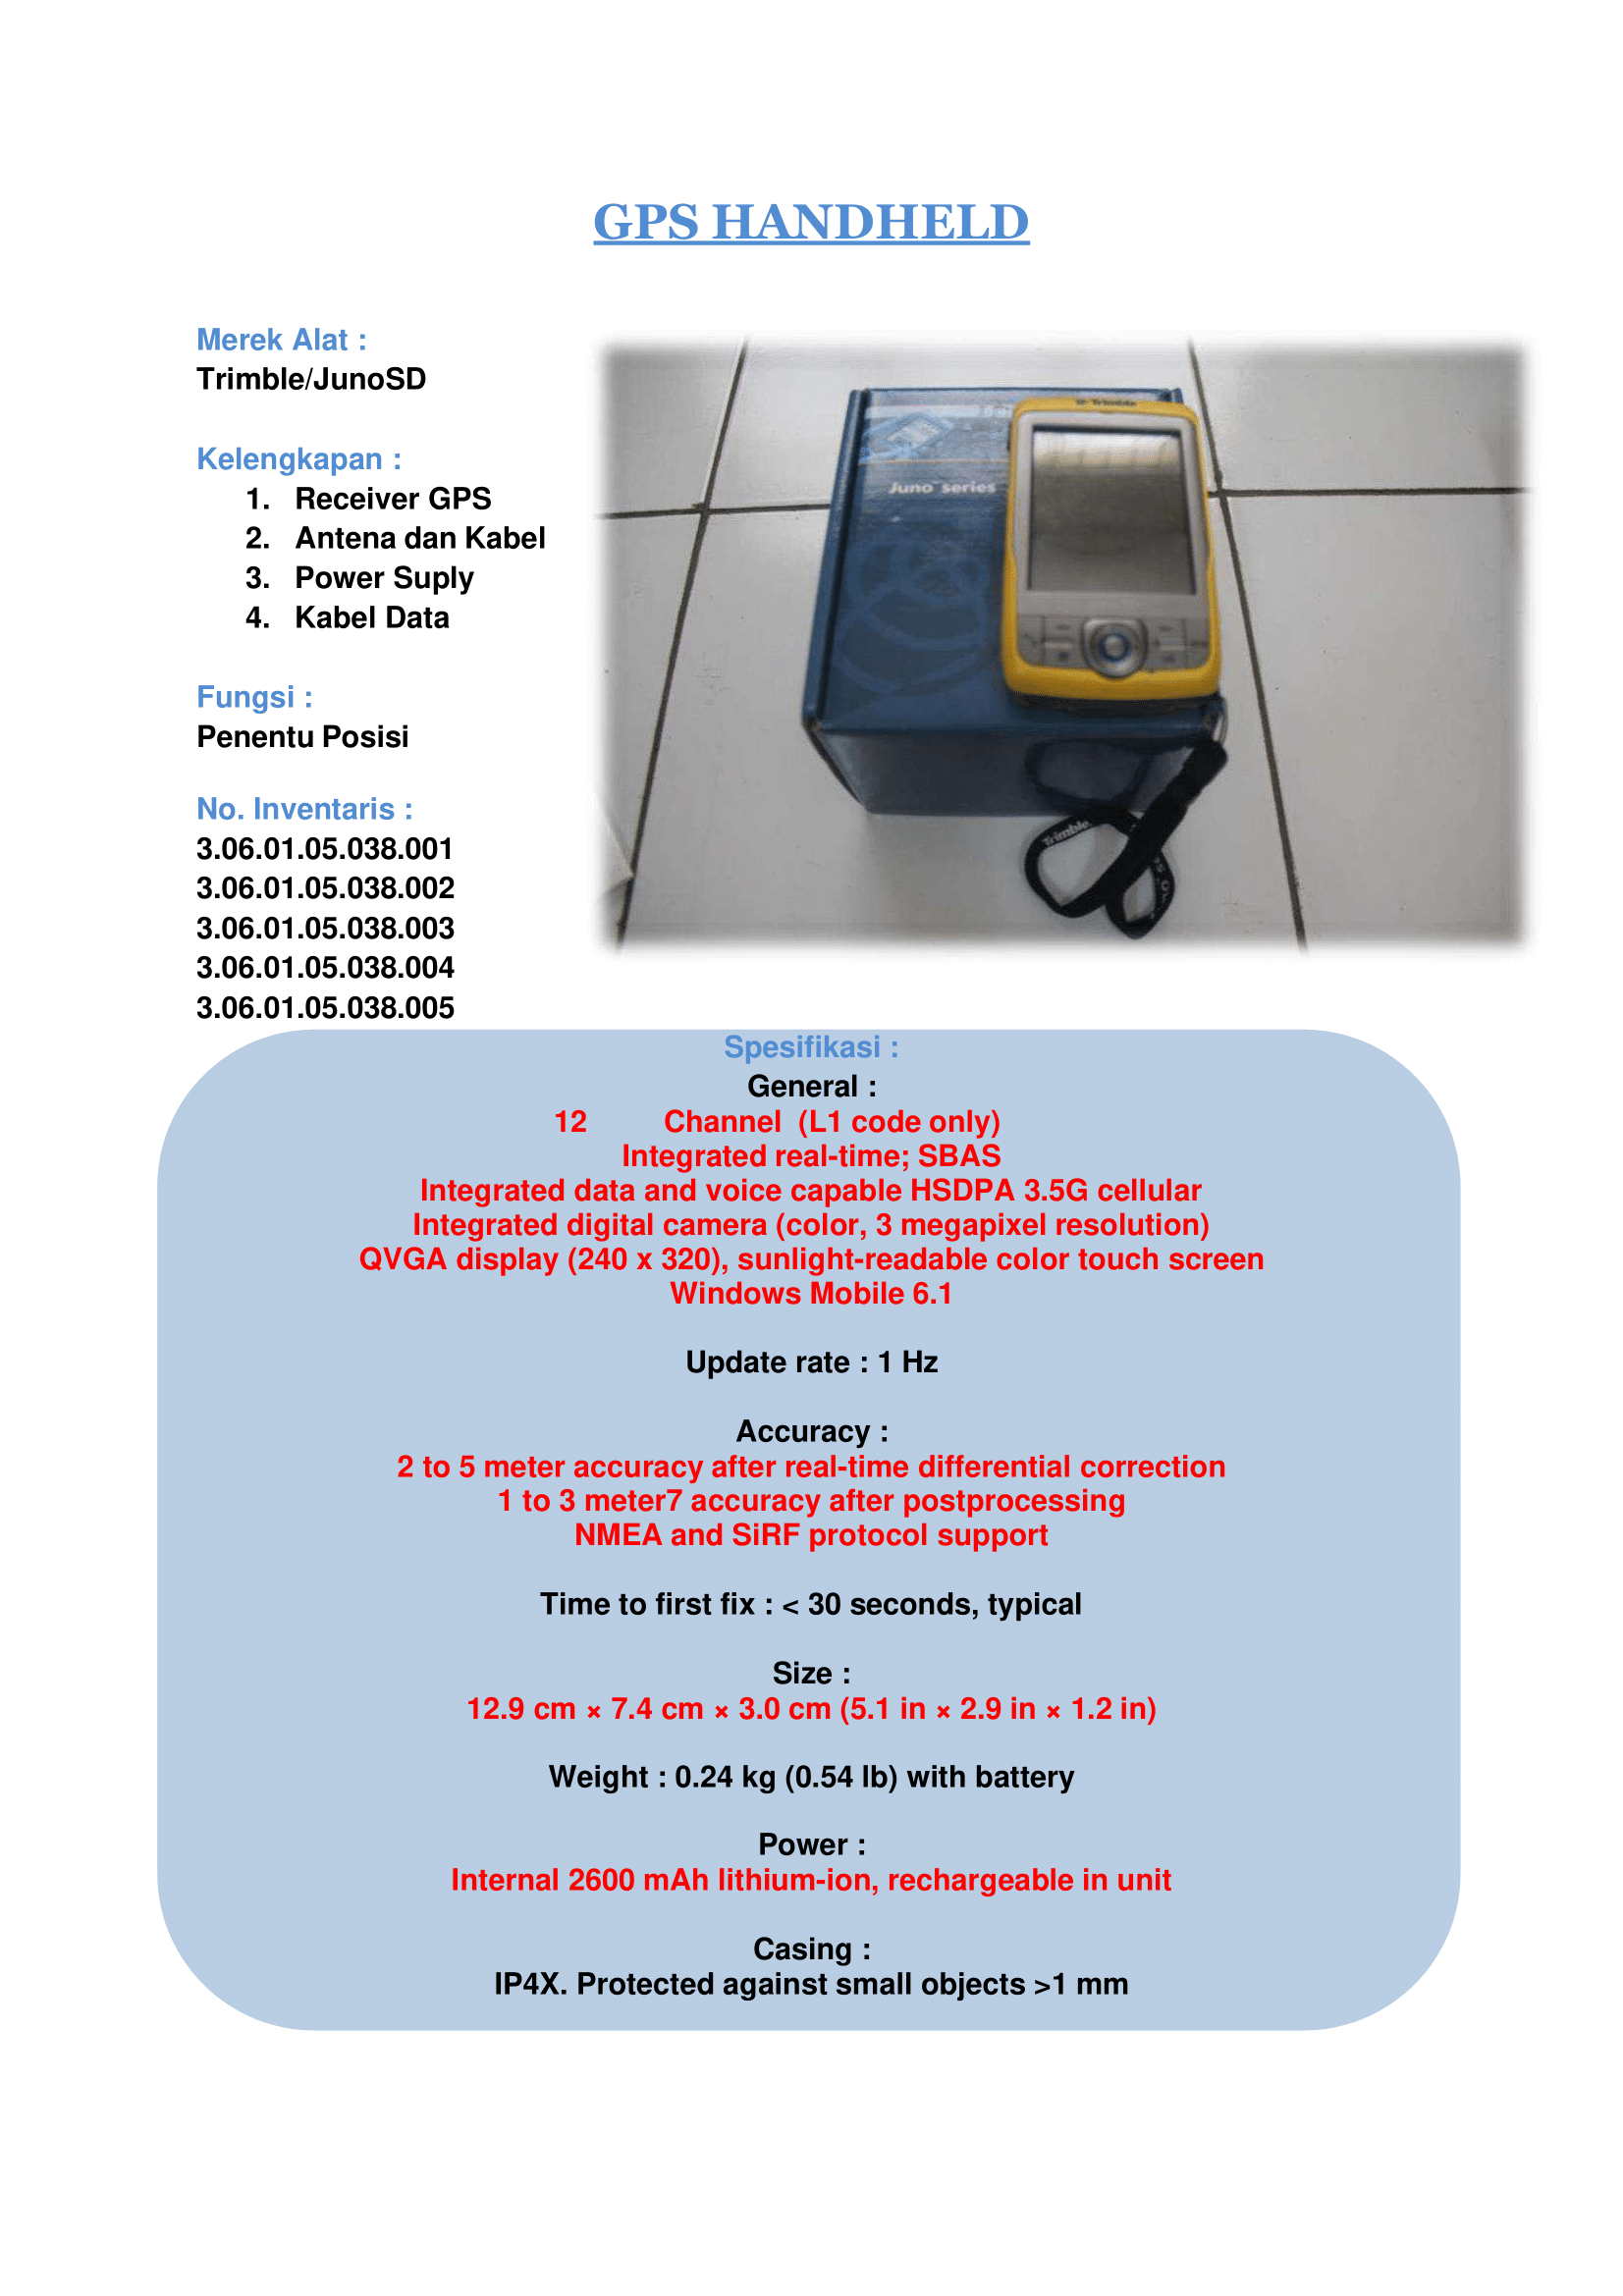 GPS HANDHELD
Merek Alat :
Trimble/JunoSD
Kelengkapan :
1. Receiver GPS
2. Antena dan Kabel
3. Power Suply
4. Kabel Data
Fungsi :
Penentu Posisi
No. Inventaris :
3.06.01.05.038.001
3.06.01.05.038.002
3.06.01.05.038.003
3.06.01.05.038.004
3.06.01.05.038.005
Trimble
Juno series
Trimble
Spesifikasi :
General :
12 Channel (L1 code only)
Integrated real-time; SBAS
Integrated data and voice capable HSDPA 3.5G cellular
Integrated digital camera (color, 3 megapixel resolution)
QVGA display (240 x 320), sunlight-readable color touch screen
Windows Mobile 6.1
Update rate : 1 Hz
Accuracy :
2 to 5 meter accuracy after real-time differential correction
1 to 3 meter7 accuracy after postprocessing
NMEA and SiRF protocol support
Time to first fix : < 30 seconds, typical
Size :
12.9 cm × 7.4 cm × 3.0 cm (5.1 in × 2.9 in × 1.2 in)
Weight : 0.24 kg (0.54 lb) with battery
Power :
Internal 2600 mAh lithium-ion, rechargeable in unit
Casing :
IP4X. Protected against small objects >1 mm